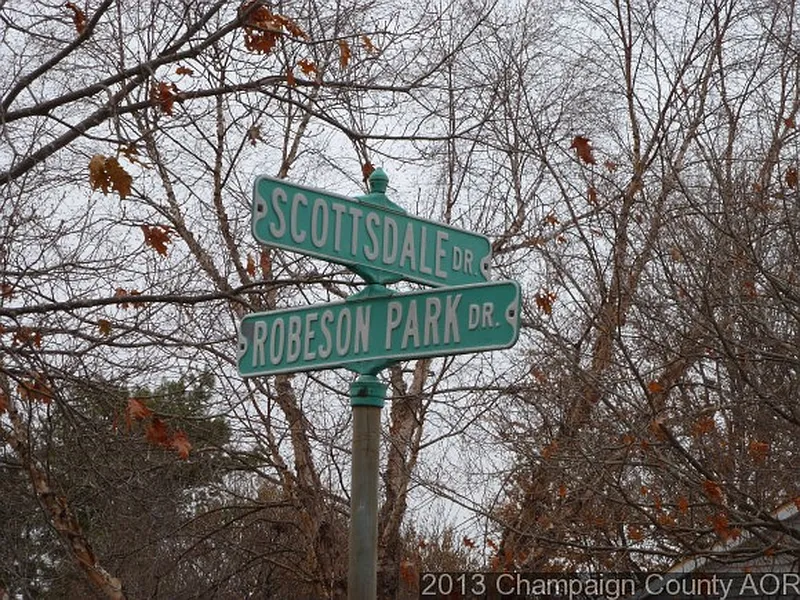 SCOTTSDALE DR.
ROBESON PARK DR.
2013 Champaign County AOR